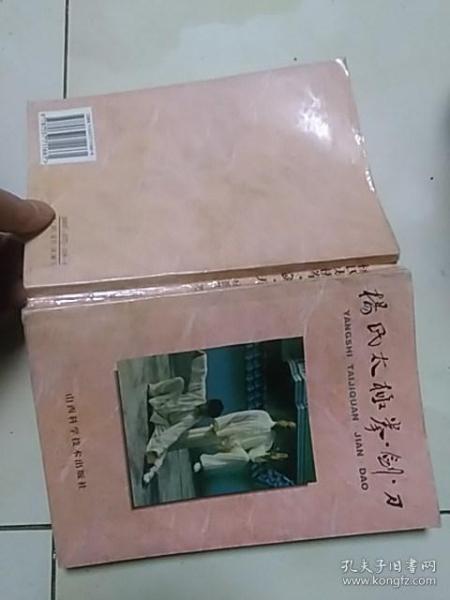 杨氏太极拳·剑·刀
YANGSHI TAIJIQUAN JIAN DAO
山西科学技术出版社
孔夫子旧书网
www.kongfz.com